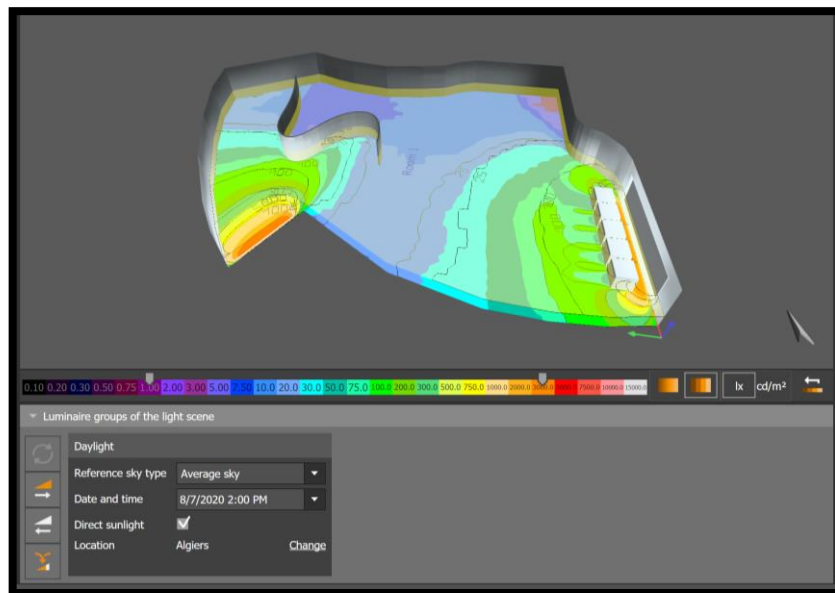 Room 1
0.10 0.20 0.30 0.50 0.75 1.00 2.00 3.00 5.00 7.50 10.0 20.0 30.0 50.0 75.0 100.0 200.0 300.0 500.0 750.0 1000.0 2000.0 3000.0 5000.0 7500.0 10000.0 15000.0 lx cd/m²
Luminaire groups of the light scene
Daylight
Reference sky type Average sky
Date and time 8/7/2020 2:00 PM
Direct sunlight
Location Algiers Change